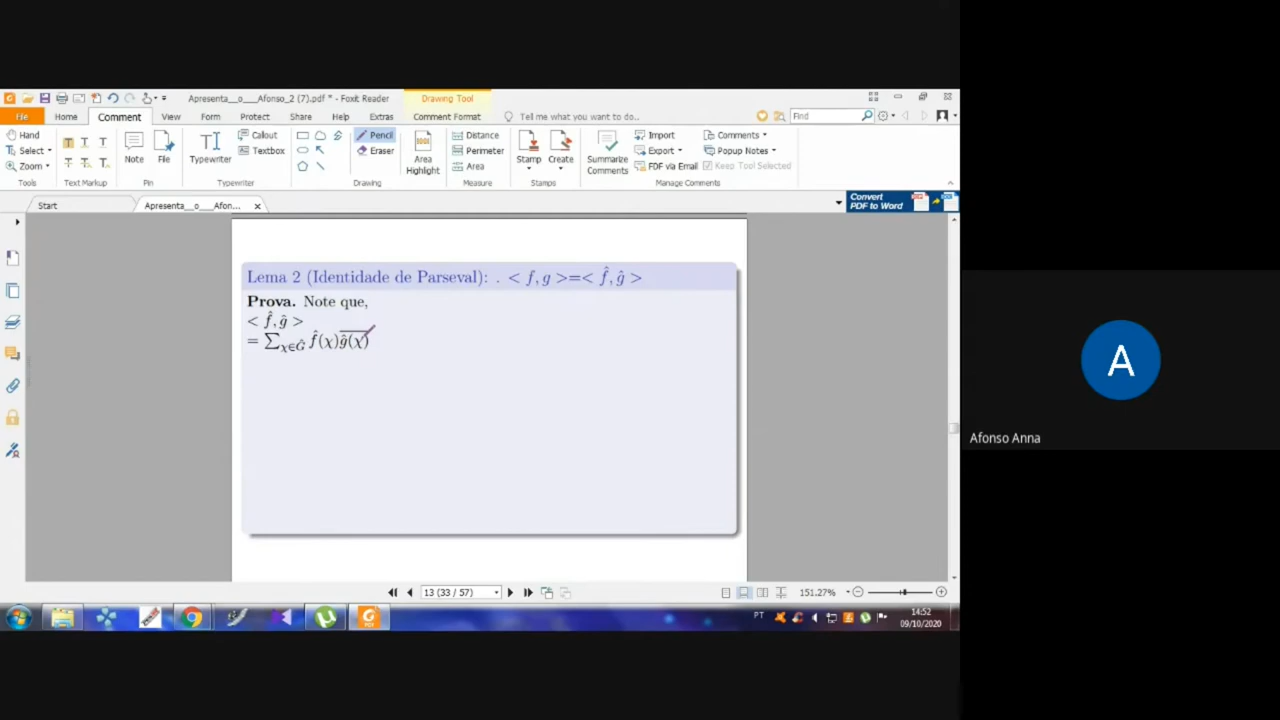 Apresenta__o___Afonso_2 (7).pdf * - Foxit Reader
Drawing Tool
File Home Comment View Form Protect Share Help Extras Comment Format Tell me what you want to do... Find
Hand
Select
Zoom
Tools
Text Markup
Note
File
Pin
Typewriter
Callout
Textbox
Typewriter
Pencil
Eraser
Drawing
Area Highlight
Distance
Perimeter
Area
Measure
Stamp
Create
Stamps
Summarize Comments
Import
Export
FDF via Email
Comments
Popup Notes
Keep Tool Selected
Manage Comments
Start
Apresenta__o___Afon...
Convert
PDF to Word
Lema 2 (Identidade de Parseval): . < f, g >=< f̂, ĝ >
Prova. Note que,
< f̂, ĝ >
= ∑χ∈Ĝ f̂(χ)ĝ(χ)
A
Afonso Anna
13 (33 / 57)
151.27%
PT
14:52
09/10/2020